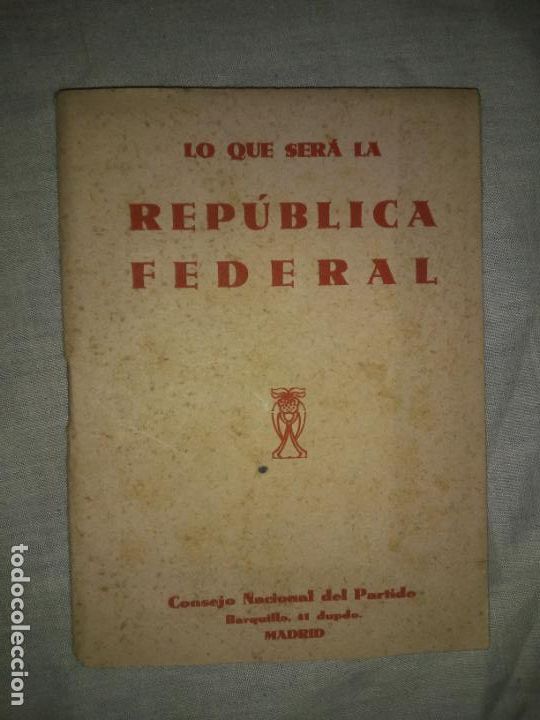 LO QUE SERÁ LA
REPÚBLICA
FEDERAL
Consejo Nacional del Partido
Barquillo, 41 dupdo.
MADRID
todocoleccion